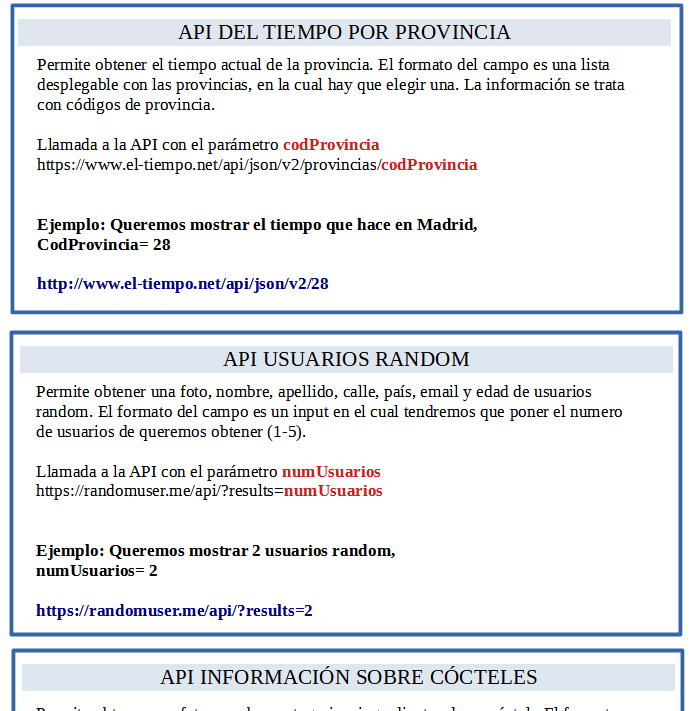 API DEL TIEMPO POR PROVINCIA
Permite obtener el tiempo actual de la provincia. El formato del campo es una lista
desplegable con las provincias, en la cual hay que elegir una. La información se trata
con códigos de provincia.
Llamada a la API con el parámetro codProvincia
https://www.el-tiempo.net/api/json/v2/provincias/codProvincia
Ejemplo: Queremos mostrar el tiempo que hace en Madrid,
CodProvincia= 28
http://www.el-tiempo.net/api/json/v2/28
API USUARIOS RANDOM
Permite obtener una foto, nombre, apellido, calle, país, email y edad de usuarios
random. El formato del campo es un input en el cual tendremos que poner el numero
de usuarios de queremos obtener (1-5).
Llamada a la API con el parámetro numUsuarios
https://randomuser.me/api/?results=numUsuarios
Ejemplo: Queremos mostrar 2 usuarios random,
numUsuarios= 2
https://randomuser.me/api/?results=2
API INFORMACIÓN SOBRE CÓCTELES